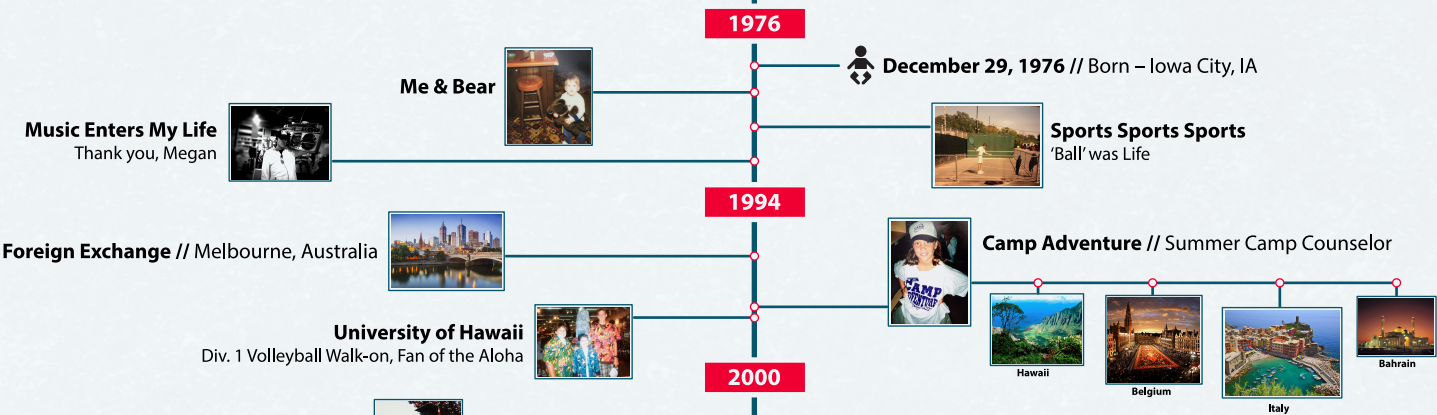 1976
December 29, 1976 // Born – Iowa City, IA
Me & Bear
Music Enters My Life
Thank you, Megan
Sports Sports Sports
'Ball' was Life
1994
Foreign Exchange // Melbourne, Australia
Camp Adventure // Summer Camp Counselor
CAMP
ADVENTURE
Hawaii
Belgium
Italy
Bahrain
University of Hawaii
Div. 1 Volleyball Walk-on, Fan of the Aloha
2000